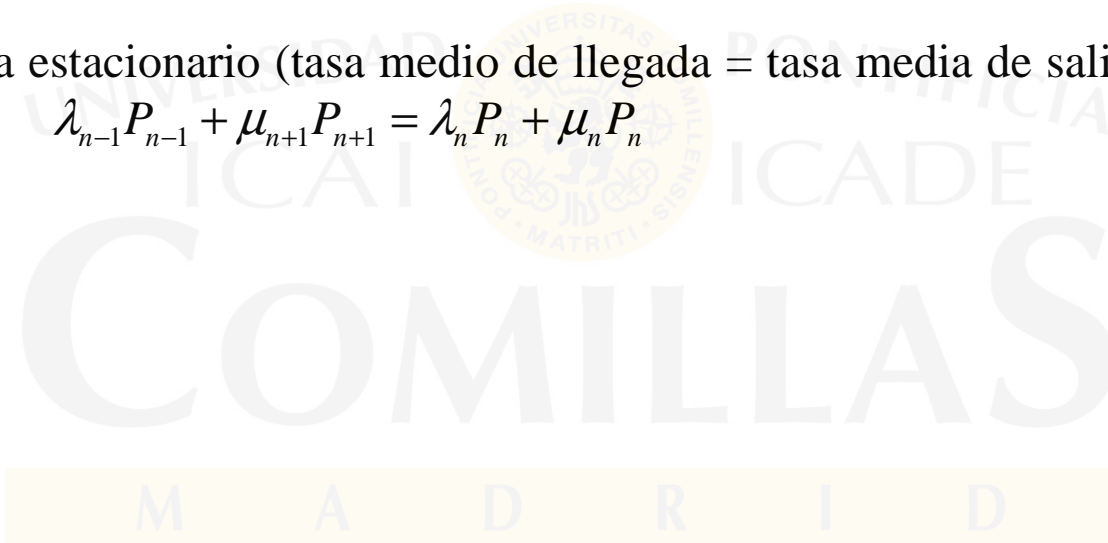 a estacionario (tasa medio de llegada = tasa media de sali
λₙ₋₁Pₙ₋₁ + μₙ₊₁Pₙ₊₁ = λₙPₙ + μₙPₙ
UNIVERSIDAD PONTIFICIA
ICAI ICADE
COMILLAS
M A D R I D